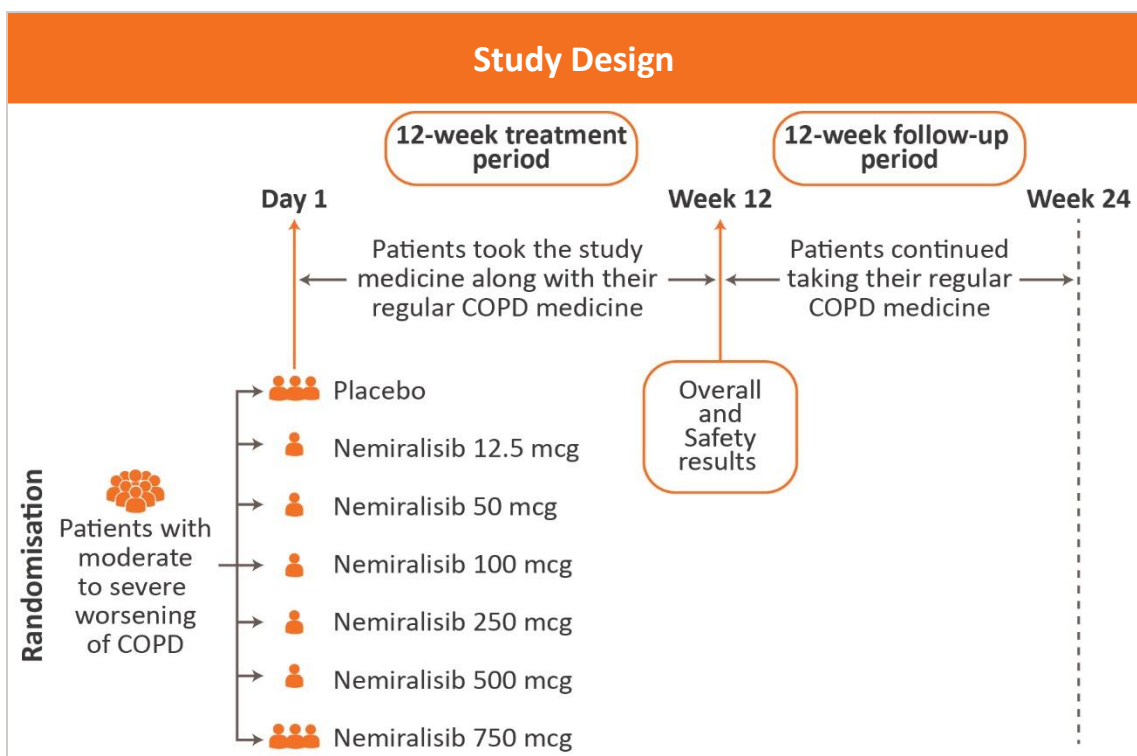 Study Design
12-week treatment
period
12-week follow-up
period
Day 1
Week 12
Week 24
Patients took the study
medicine along with their
regular COPD medicine
Patients continued
taking their regular
COPD medicine
Overall
and
Safety
results
Randomisation
Patients with
moderate
to severe
worsening
of COPD
Placebo
Nemiralisib 12.5 mcg
Nemiralisib 50 mcg
Nemiralisib 100 mcg
Nemiralisib 250 mcg
Nemiralisib 500 mcg
Nemiralisib 750 mcg